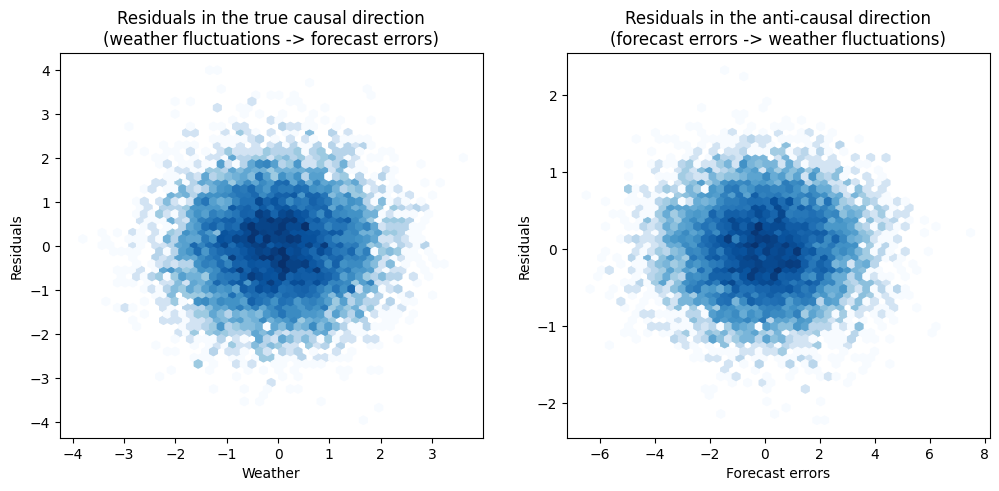 Residuals in the true causal direction
(weather fluctuations -> forecast errors)
4
3
2
1
0
−1
−2
−3
−4
Residuals
−4 −3 −2 −1 0 1 2 3
Weather
Residuals in the anti-causal direction
(forecast errors -> weather fluctuations)
2
1
0
−1
−2
Residuals
−6 −4 −2 0 2 4 6 8
Forecast errors